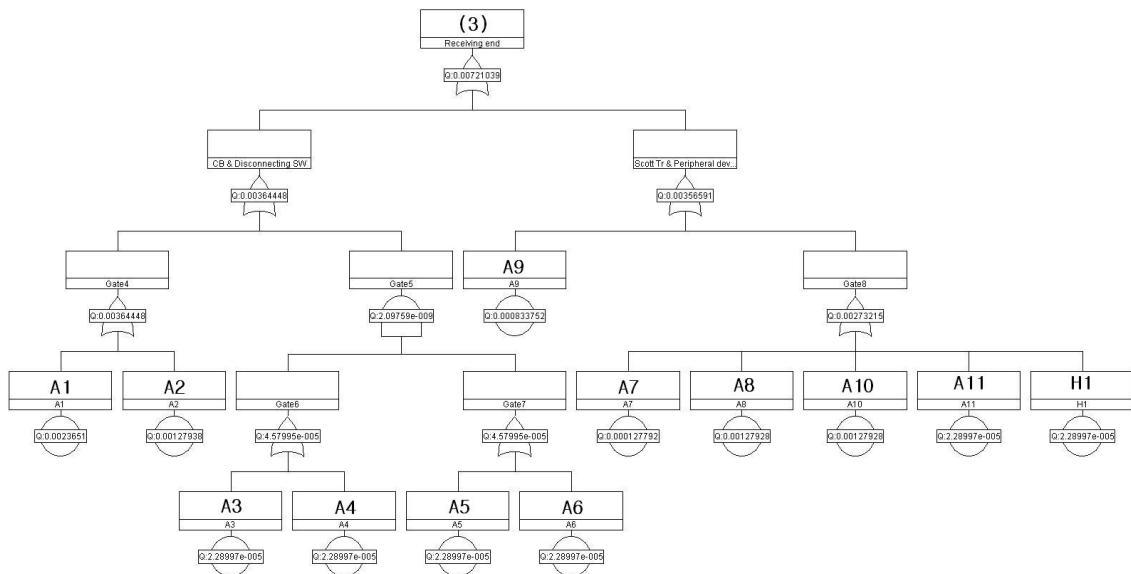 (3)
Receiving end
Q:0.00721039
CB & Disconnecting SW
Scott Tr & Peripheral dev...
Q:0.00364448
Q:0.00356591
Gate4
Gate5
A9
A9
Gate8
Q:0.00364448
Q:2.09759e-009
Q:0.000833752
Q:0.00273215
A1
A1
A2
A2
Gate6
Gate7
A7
A7
A8
A8
A10
A10
A11
A11
H1
H1
Q:0.0023651
Q:0.00127938
Q:4.57995e-005
Q:4.57995e-005
Q:0.000127792
Q:0.00127928
Q:0.00127928
Q:2.28997e-005
Q:2.28997e-005
A3
A3
A4
A4
A5
A5
A6
A6
Q:2.28997e-005
Q:2.28997e-005
Q:2.28997e-005
Q:2.28997e-005